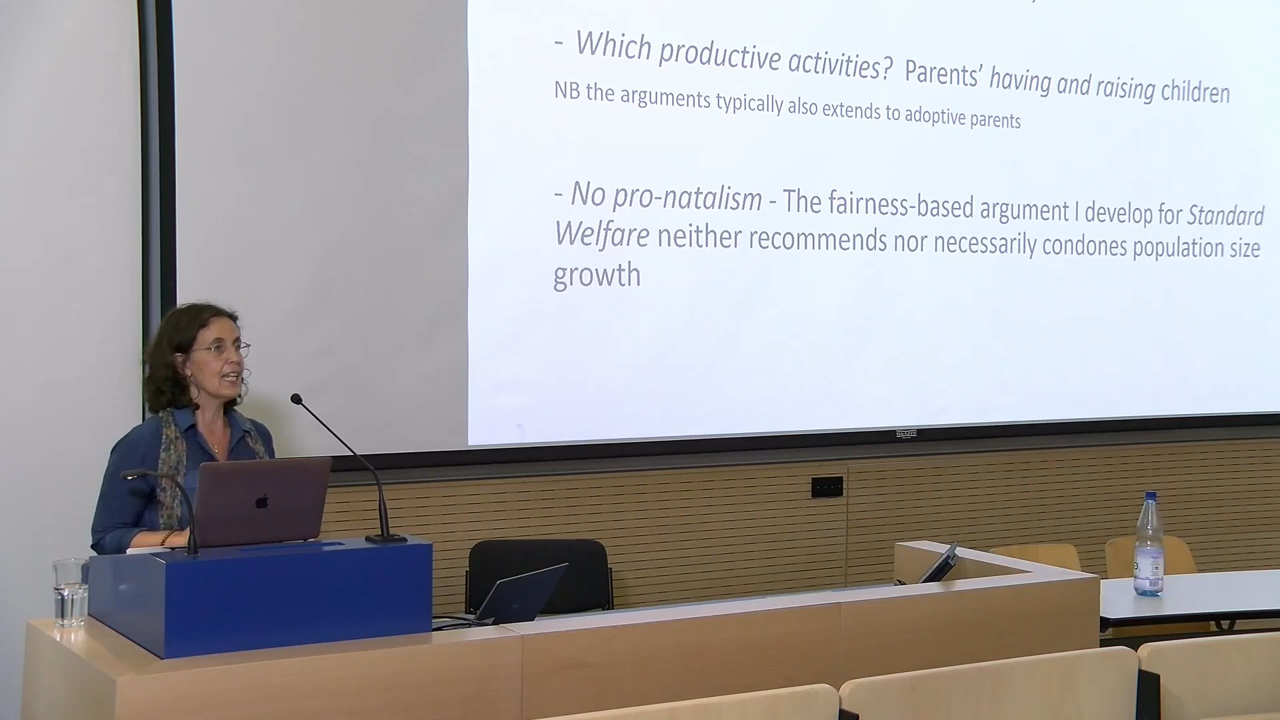 - Which productive activities? Parents' having and raising children
NB the arguments typically also extends to adoptive parents
- No pro-natalism - The fairness-based argument I develop for Standard
Welfare neither recommends nor necessarily condones population size
growth